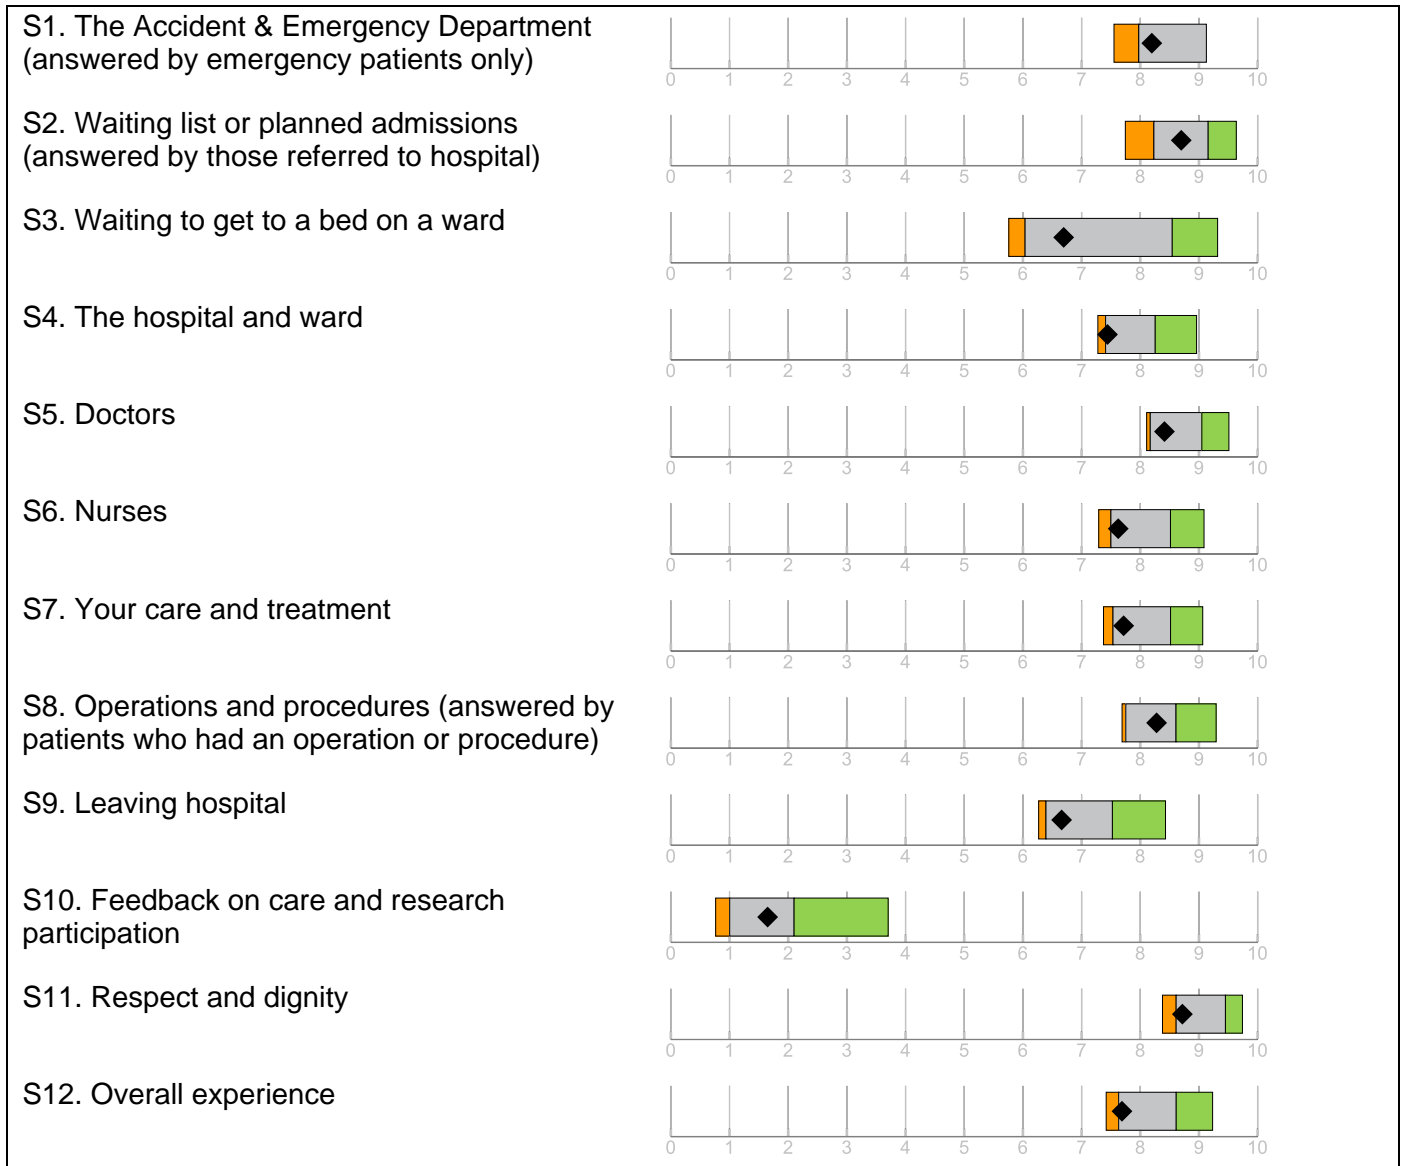 S1. The Accident & Emergency Department
(answered by emergency patients only)
0 1 2 3 4 5 6 7 8 9 10
S2. Waiting list or planned admissions
(answered by those referred to hospital)
0 1 2 3 4 5 6 7 8 9 10
S3. Waiting to get to a bed on a ward
0 1 2 3 4 5 6 7 8 9 10
S4. The hospital and ward
0 1 2 3 4 5 6 7 8 9 10
S5. Doctors
0 1 2 3 4 5 6 7 8 9 10
S6. Nurses
0 1 2 3 4 5 6 7 8 9 10
S7. Your care and treatment
0 1 2 3 4 5 6 7 8 9 10
S8. Operations and procedures (answered by
patients who had an operation or procedure)
0 1 2 3 4 5 6 7 8 9 10
S9. Leaving hospital
0 1 2 3 4 5 6 7 8 9 10
S10. Feedback on care and research
participation
0 1 2 3 4 5 6 7 8 9 10
S11. Respect and dignity
0 1 2 3 4 5 6 7 8 9 10
S12. Overall experience
0 1 2 3 4 5 6 7 8 9 10